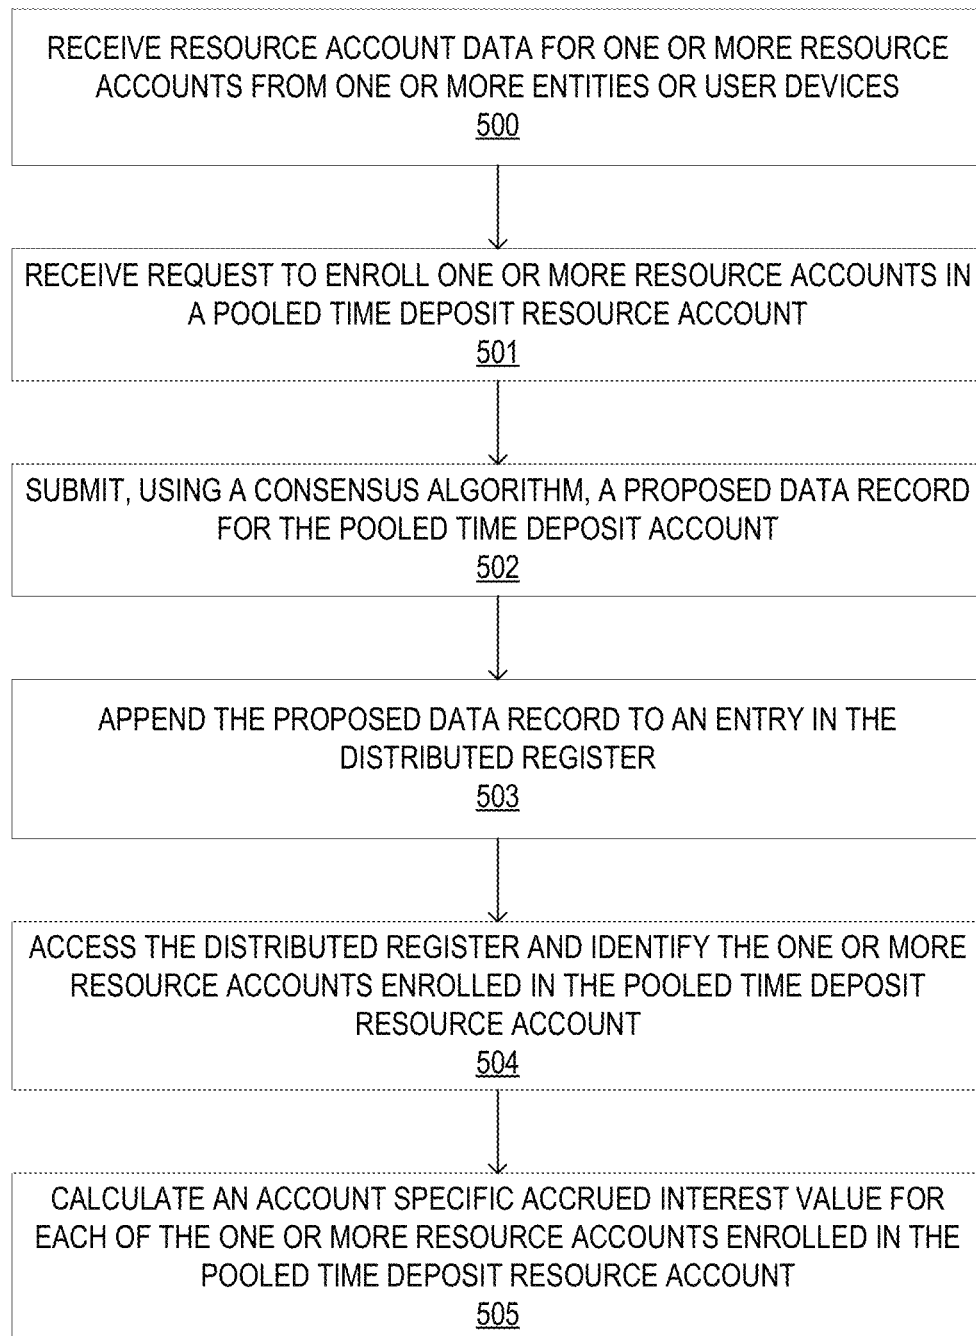 RECEIVE RESOURCE ACCOUNT DATA FOR ONE OR MORE RESOURCE
ACCOUNTS FROM ONE OR MORE ENTITIES OR USER DEVICES
500
RECEIVE REQUEST TO ENROLL ONE OR MORE RESOURCE ACCOUNTS IN
A POOLED TIME DEPOSIT RESOURCE ACCOUNT
501
SUBMIT, USING A CONSENSUS ALGORITHM, A PROPOSED DATA RECORD
FOR THE POOLED TIME DEPOSIT ACCOUNT
502
APPEND THE PROPOSED DATA RECORD TO AN ENTRY IN THE
DISTRIBUTED REGISTER
503
ACCESS THE DISTRIBUTED REGISTER AND IDENTIFY THE ONE OR MORE
RESOURCE ACCOUNTS ENROLLED IN THE POOLED TIME DEPOSIT
RESOURCE ACCOUNT
504
CALCULATE AN ACCOUNT SPECIFIC ACCRUED INTEREST VALUE FOR
EACH OF THE ONE OR MORE RESOURCE ACCOUNTS ENROLLED IN THE
POOLED TIME DEPOSIT RESOURCE ACCOUNT
505